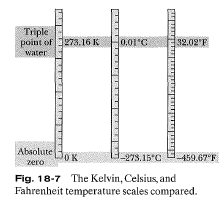 Triple
point of
water
273.16 K
0.01°C
32.02°F
Absolute
zero
0 K
–273.15°C
–459.67°F
Fig. 18-7 The Kelvin, Celsius, and
Fahrenheit temperature scales compared.